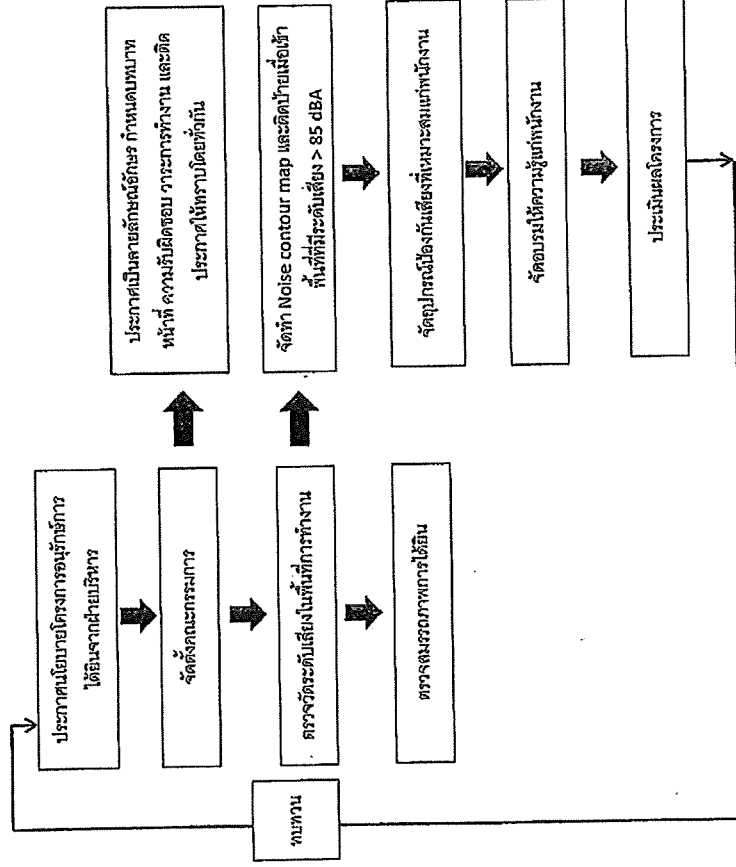 ประกาศนโยบายโครงการอนุรักษ์การ
ได้ยินจากฝ่ายบริหาร
จัดตั้งคณะกรรมการ
ประกาศเป็นลายลักษณ์อักษร กำหนดบทบาท
หน้าที่ ความรับผิดชอบ วาระการทำงาน และติด
ประกาศให้ทราบโดยทั่วกัน
ตรวจวัดระดับเสียงในพื้นที่การทำงาน
จัดทำ Noise contour map และติดป้ายเมื่อเข้า
พื้นที่ที่มีระดับเสียง > 85 dBA
ตรวจสมรรถภาพการได้ยิน
จัดอุปกรณ์ป้องกันเสียงที่เหมาะสมแก่พนักงาน
จัดอบรมให้ความรู้แก่พนักงาน
ประเมินผลโครงการ
ทบทวน